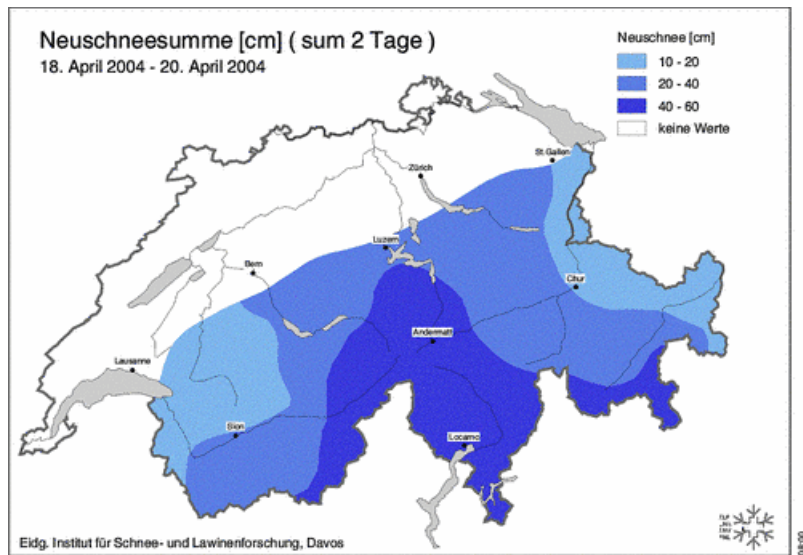 Neuschneesumme [cm] ( sum 2 Tage )
18. April 2004 - 20. April 2004
Neuschnee [cm]
10 - 20
20 - 40
40 - 60
keine Werte
St. Gallen
Zürich
Luzern
Bern
Chur
Andermatt
Lausanne
Sion
Locarno
Eidg. Institut für Schnee- und Lawinenforschung, Davos